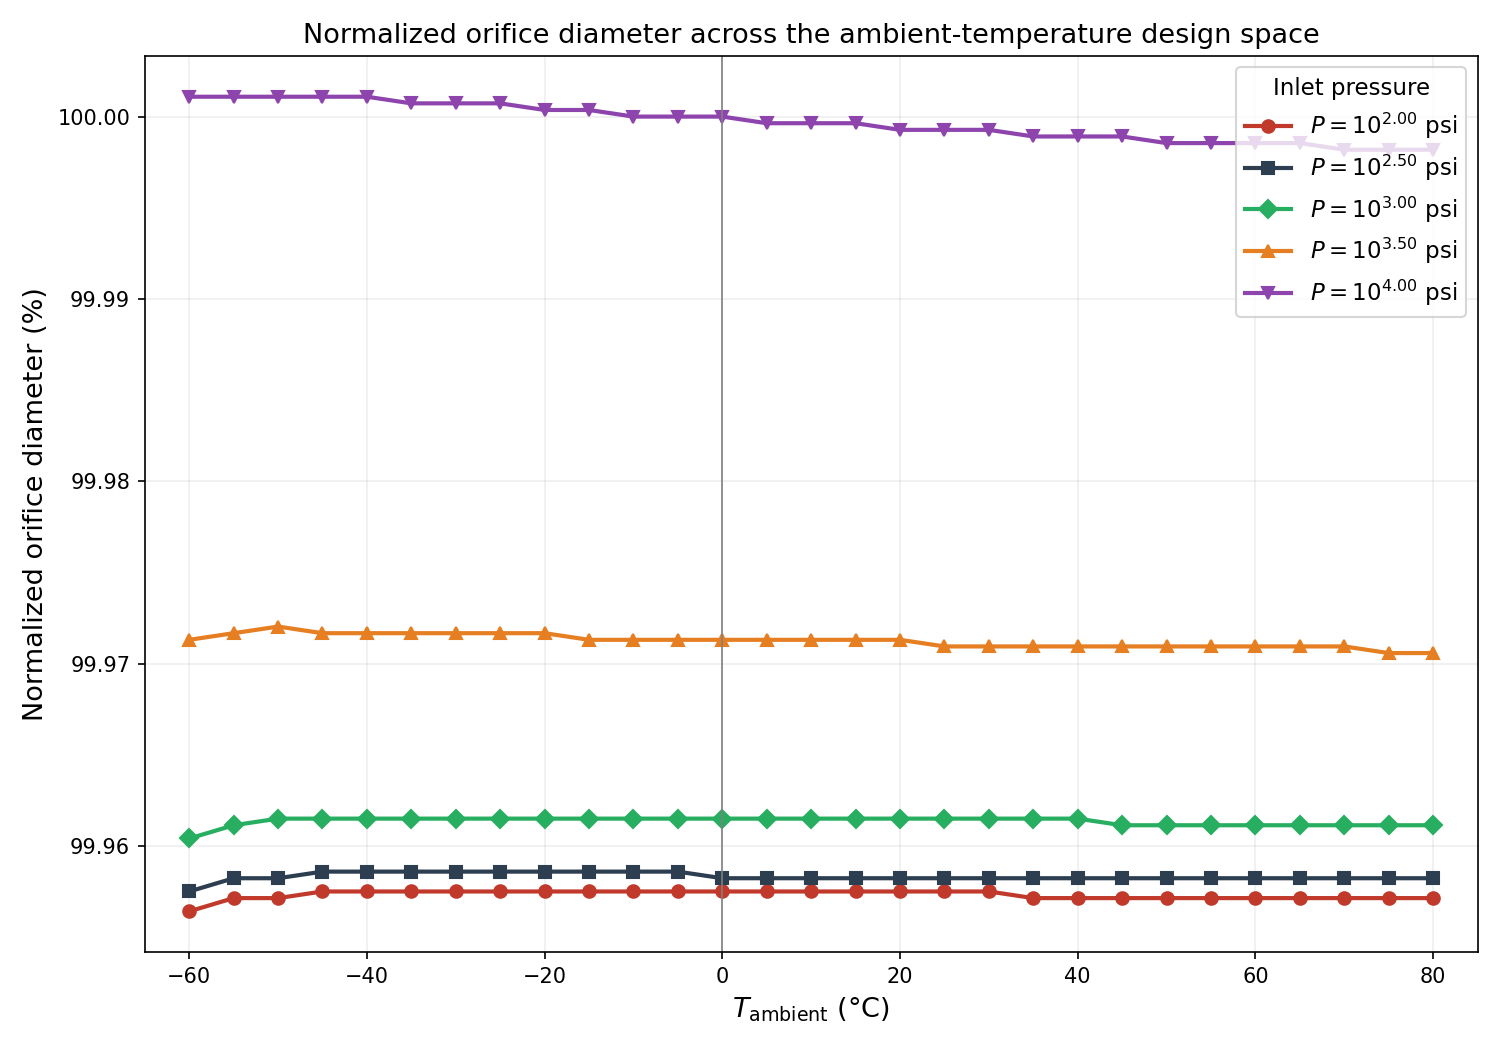 Normalized orifice diameter across the ambient-temperature design space
Normalized orifice diameter (%)
100.00
99.99
99.98
99.97
99.96
Inlet pressure
P = 10^2.00 psi
P = 10^2.50 psi
P = 10^3.00 psi
P = 10^3.50 psi
P = 10^4.00 psi
−60 −40 −20 0 20 40 60 80
T_ambient (°C)